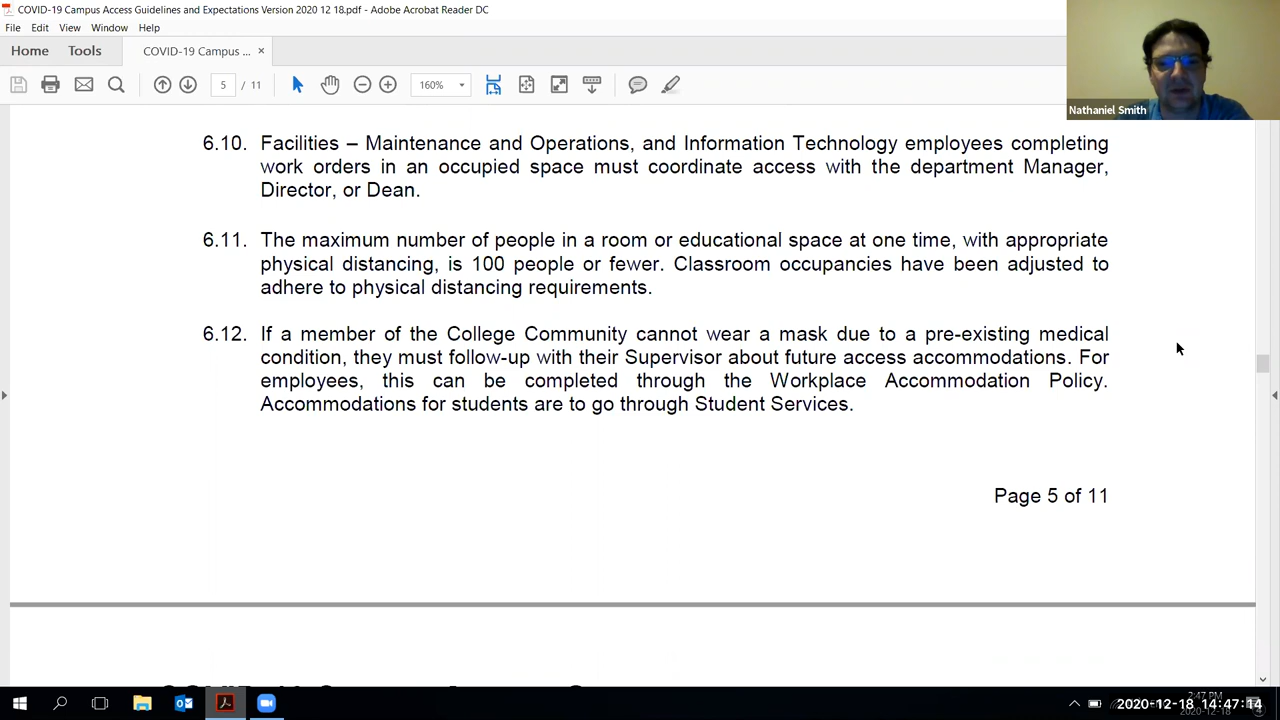 COVID-19 Campus Access Guidelines and Expectations Version 2020 12 18.pdf - Adobe Acrobat Reader DC
File Edit View Window Help
Home Tools COVID-19 Campus ... ×
5 / 11 160%
Nathaniel Smith
6.10. Facilities – Maintenance and Operations, and Information Technology employees completing
work orders in an occupied space must coordinate access with the department Manager,
Director, or Dean.
6.11. The maximum number of people in a room or educational space at one time, with appropriate
physical distancing, is 100 people or fewer. Classroom occupancies have been adjusted to
adhere to physical distancing requirements.
6.12. If a member of the College Community cannot wear a mask due to a pre-existing medical
condition, they must follow-up with their Supervisor about future access accommodations. For
employees, this can be completed through the Workplace Accommodation Policy.
Accommodations for students are to go through Student Services.
Page 5 of 11
2:47 PM
2020-12-18 14:47:14
2020-12-18